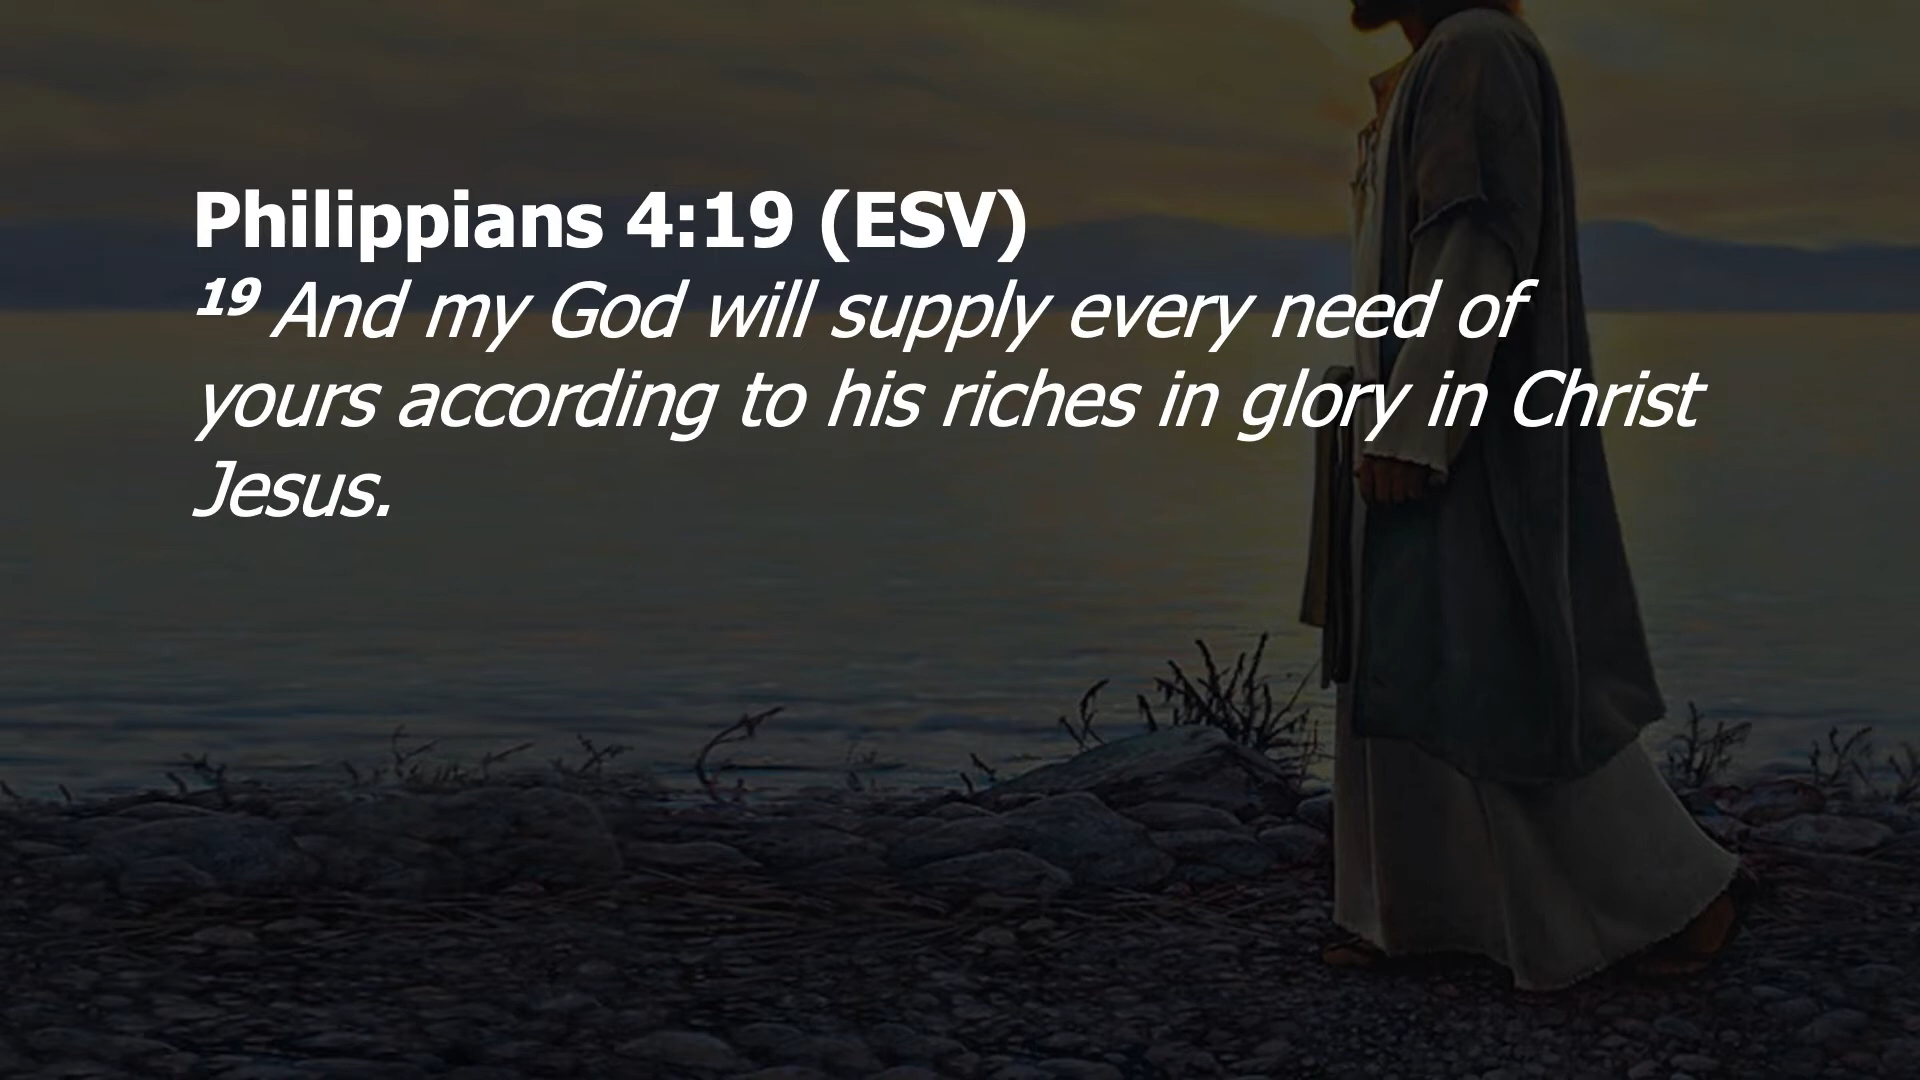 Philippians 4:19 (ESV)
19 And my God will supply every need of
yours according to his riches in glory in Christ
Jesus.